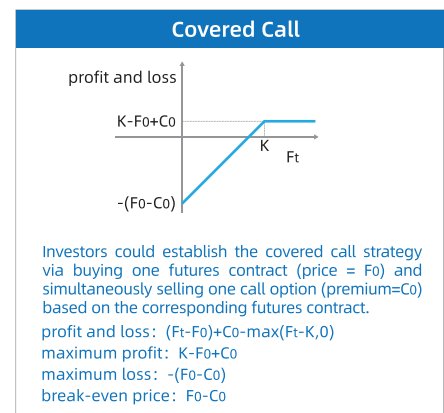 Covered Call
profit and loss
K-F0+C0
K
Ft
-(F0-C0)
Investors could establish the covered call strategy
via buying one futures contract (price = F0) and
simultaneously selling one call option (premium=C0)
based on the corresponding futures contract.
profit and loss: (Ft-F0)+C0-max(Ft-K,0)
maximum profit: K-F0+C0
maximum loss: -(F0-C0)
break-even price: F0-C0